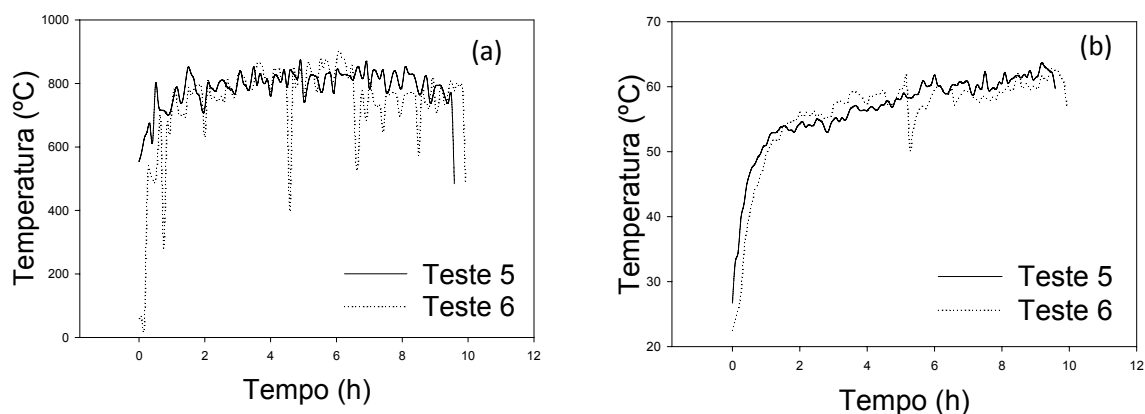 (a)
Temperatura (ºC)
1000
800
600
400
200
0
0 2 4 6 8 10 12
Tempo (h)
Teste 5
Teste 6
(b)
Temperatura (ºC)
70
60
50
40
30
20
0 2 4 6 8 10 12
Tempo (h)
Teste 5
Teste 6